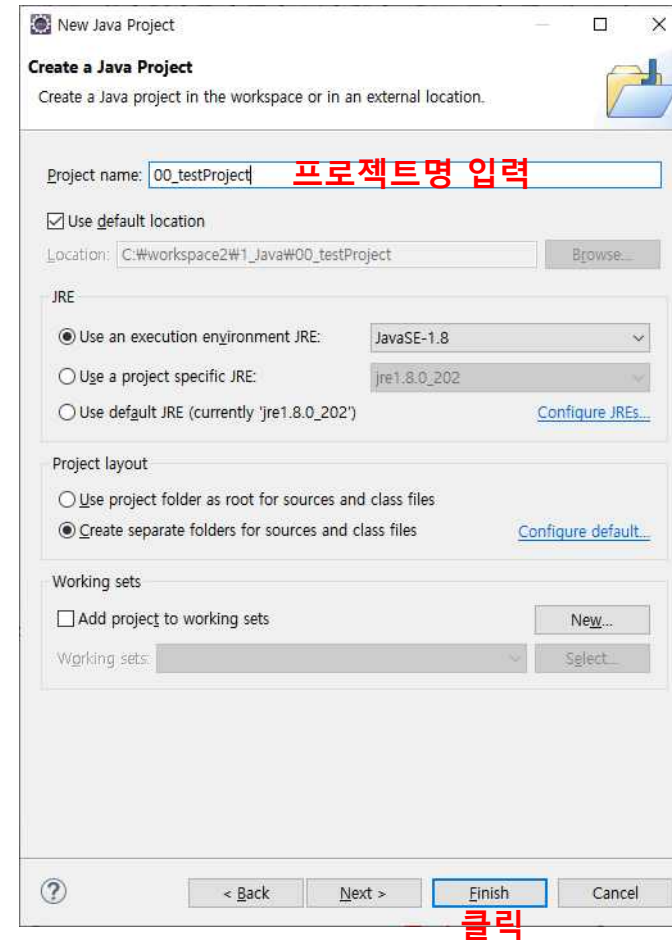 New Java Project
Create a Java Project
Create a Java project in the workspace or in an external location.
Project name: 00_testProject 프로젝트명 입력
Use default location
Location: C:₩workspace2₩1_Java₩00_testProject Browse...
JRE
Use an execution environment JRE: JavaSE-1.8
Use a project specific JRE: jre1.8.0_202
Use default JRE (currently 'jre1.8.0_202') Configure JREs...
Project layout
Use project folder as root for sources and class files
Create separate folders for sources and class files Configure default...
Working sets
Add project to working sets New...
Working sets: Select...
? < Back Next > Finish Cancel
클릭